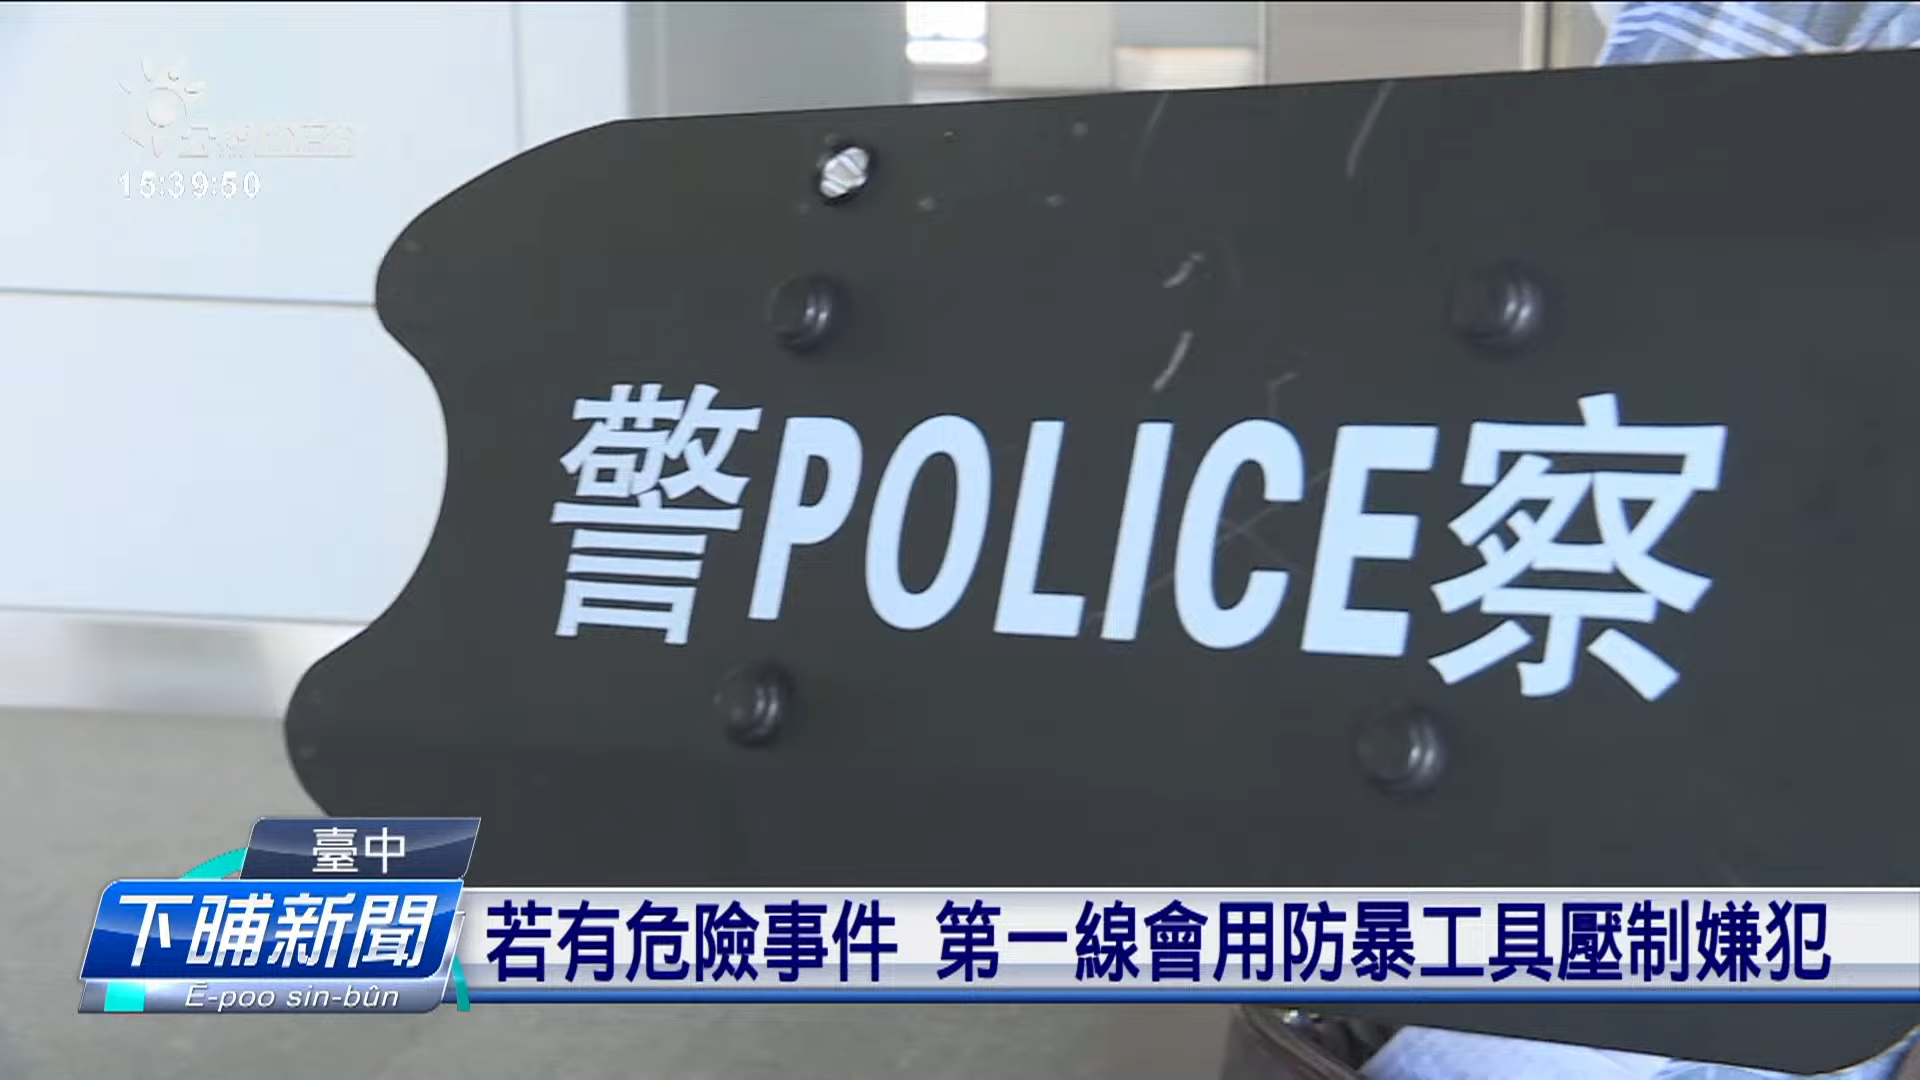 15:39:50
警POLICE察
臺中
下晡新聞
Ē-poo sin-bûn
若有危險事件 第一線會用防暴工具壓制嫌犯